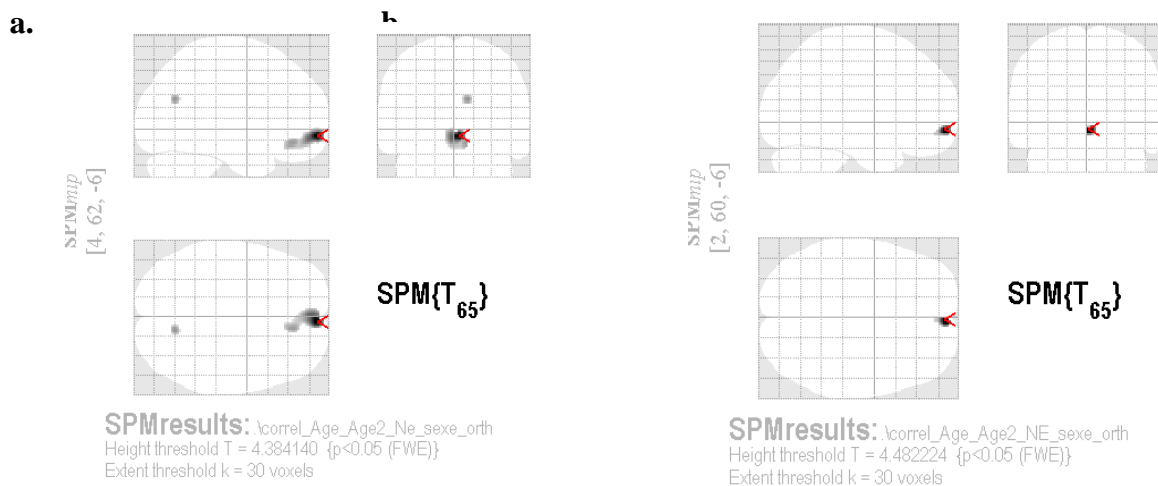 a.
b
SPMmip
[4, 62, -6]
SPM{T65}
SPMresults: .\correl_Age_Age2_Ne_sexe_orth
Height threshold T = 4.384140 {p<0.05 (FWE)}
Extent threshold k = 30 voxels
SPMmip
[2, 60, -6]
SPM{T65}
SPMresults: .\correl_Age_Age2_NE_sexe_orth
Height threshold T = 4.482224 {p<0.05 (FWE)}
Extent threshold k = 30 voxels